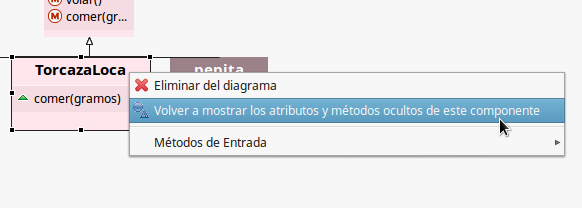 volar()
M comer(gr...
TorcazaLoca
pepita
comer(gramos)
Eliminar del diagrama
Volver a mostrar los atributos y métodos ocultos de este componente
Métodos de Entrada